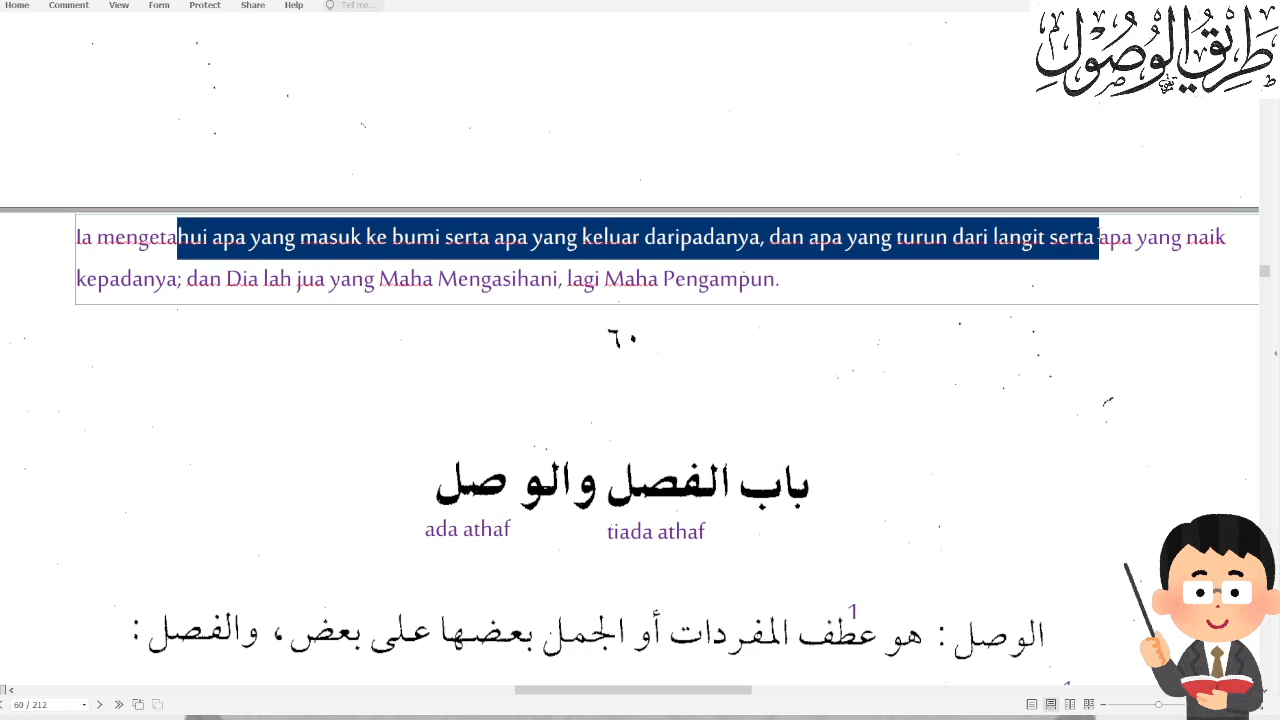 Home Comment View Form Protect Share Help Tell me...
طَرِيقُ الْوُصُولِ
Ia mengetahui apa yang masuk ke bumi serta apa yang keluar daripadanya, dan apa yang turun dari langit serta apa yang naik
kepadanya; dan Dia lah jua yang Maha Mengasihani, lagi Maha Pengampun.
٦٠
باب الفصل والوصل
ada athaf tiada athaf
1
الوصل : هو عطف المفردات أو الجمل بعضها على بعض، والفصل :
60 / 212